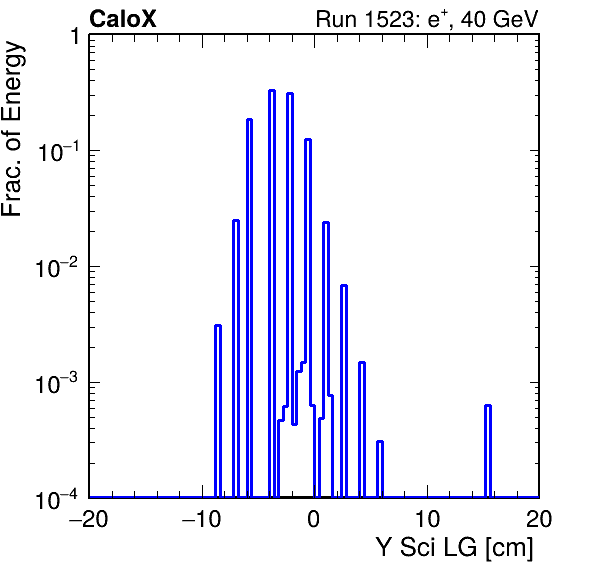 CaloX Run 1523: e⁺, 40 GeV
Frac. of Energy
1
10⁻¹
10⁻²
10⁻³
10⁻⁴
−20 −10 0 10 20
Y Sci LG [cm]